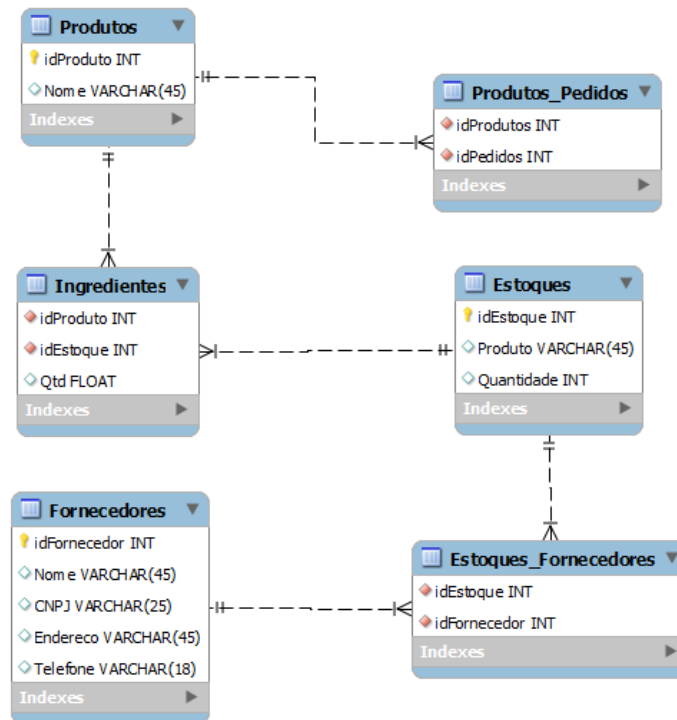 Produtos
idProduto INT
Nome VARCHAR(45)
Indexes
Produtos_Pedidos
idProdutos INT
idPedidos INT
Indexes
Ingredientes
idProduto INT
idEstoque INT
Qtd FLOAT
Indexes
Estoques
idEstoque INT
Produto VARCHAR(45)
Quantidade INT
Indexes
Fornecedores
idFornecedor INT
Nome VARCHAR(45)
CNPJ VARCHAR(25)
Endereco VARCHAR(45)
Telefone VARCHAR(18)
Indexes
Estoques_Fornecedores
idEstoque INT
idFornecedor INT
Indexes